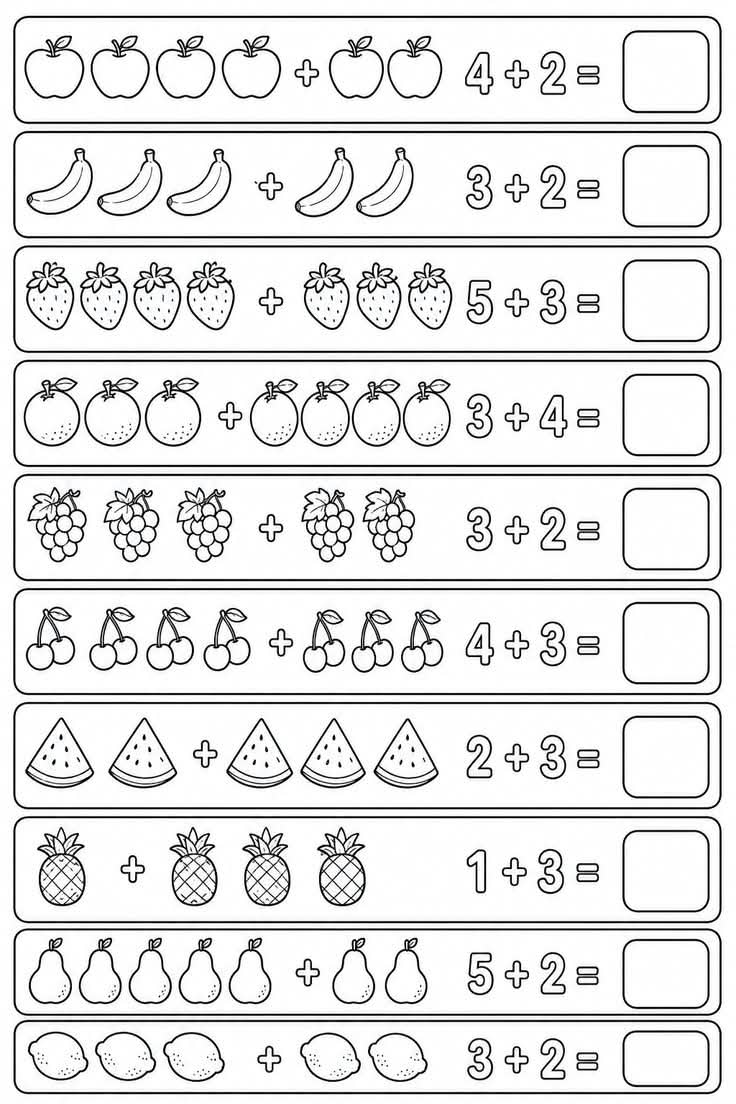 + 4 + 2 =
+ 3 + 2 =
+ 5 + 3 =
+ 3 + 4 =
+ 3 + 2 =
+ 4 + 3 =
+ 2 + 3 =
+ 1 + 3 =
+ 5 + 2 =
+ 3 + 2 =